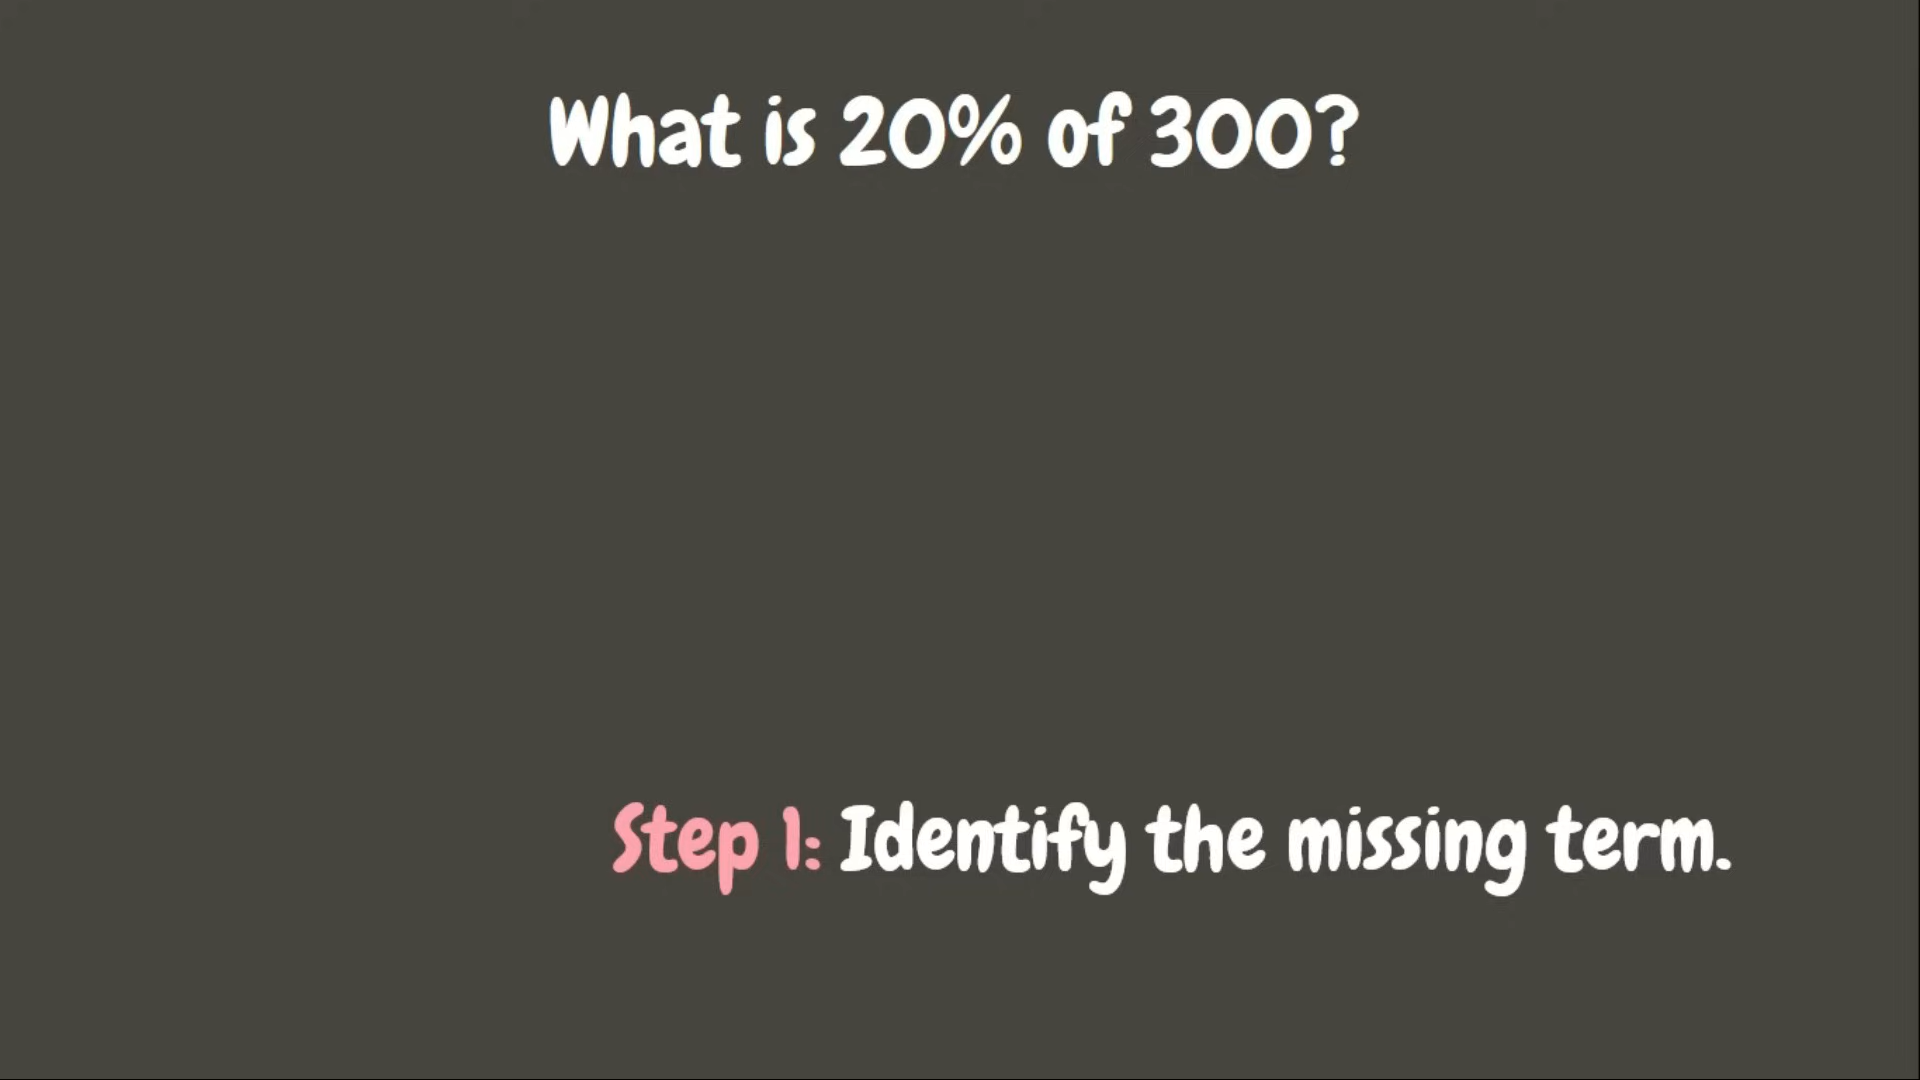 What is 20% of 300?
Step 1: Identify the missing term.